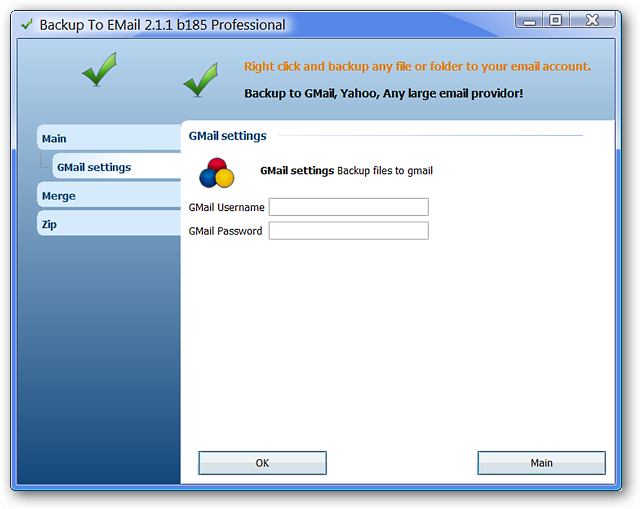 Backup To EMail 2.1.1 b185 Professional
Right click and backup any file or folder to your email account.
Backup to GMail, Yahoo, Any large email providor!
Main
GMail settings
Merge
Zip
GMail settings
GMail settings Backup files to gmail
GMail Username
GMail Password
OK
Main